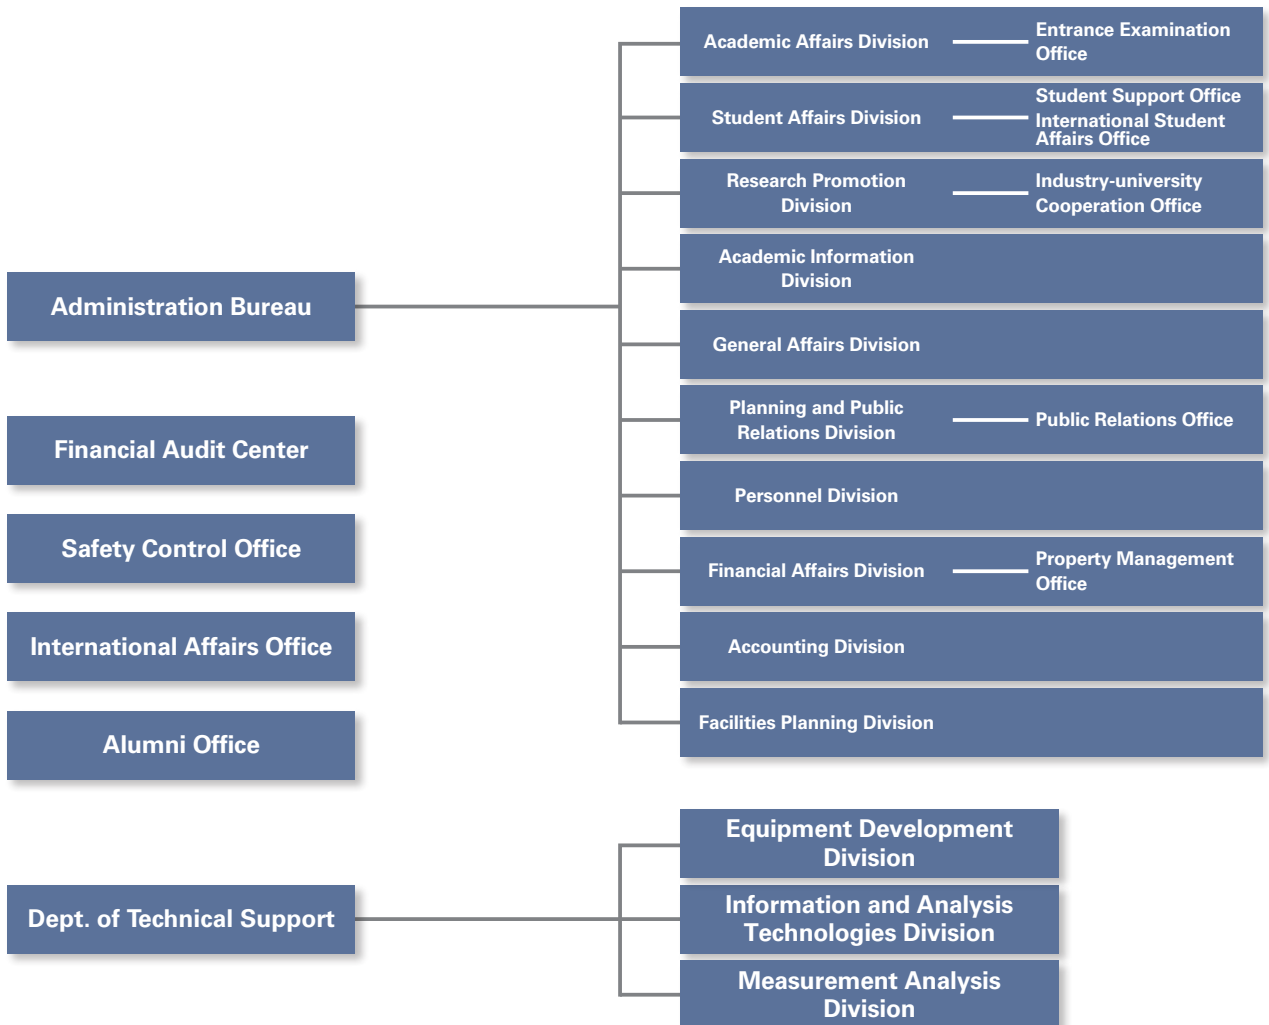 Academic Affairs Division
Entrance Examination
Office
Student Affairs Division
Student Support Office
International Student
Affairs Office
Research Promotion
Division
Industry-university
Cooperation Office
Academic Information
Division
Administration Bureau
General Affairs Division
Planning and Public
Relations Division
Public Relations Office
Financial Audit Center
Personnel Division
Safety Control Office
Financial Affairs Division
Property Management
Office
International Affairs Office
Accounting Division
Alumni Office
Facilities Planning Division
Equipment Development
Division
Dept. of Technical Support
Information and Analysis
Technologies Division
Measurement Analysis
Division